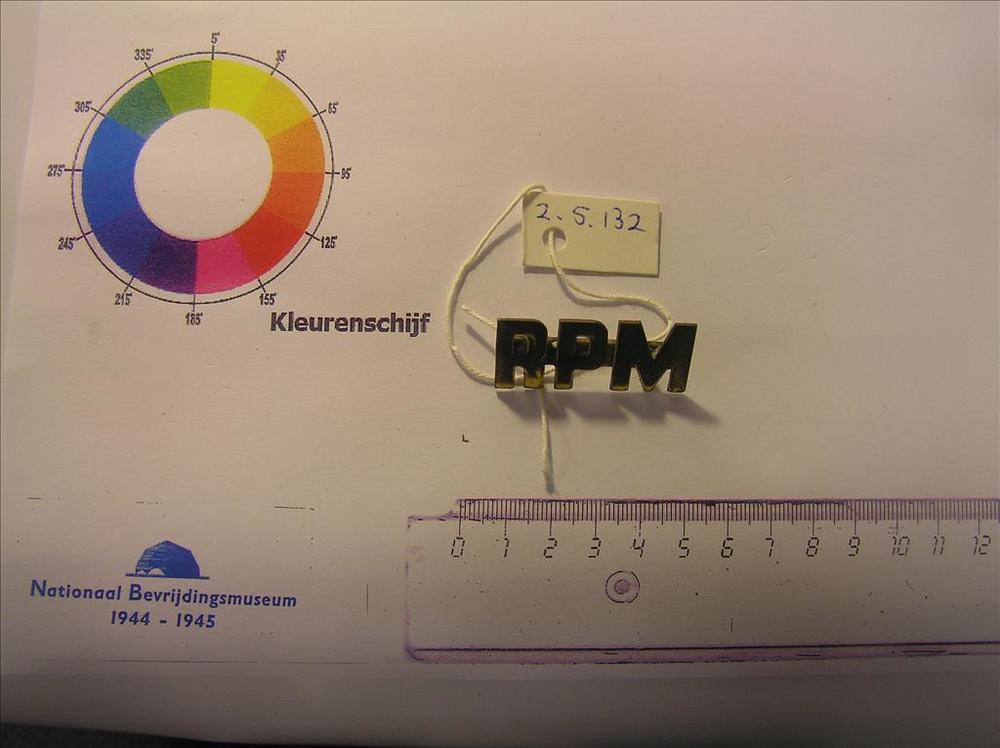 5'
335'
35'
305'
65'
275'
95'
245'
125'
215'
155'
185'
Kleurenschijf
2.5.132
RPM
0 1 2 3 4 5 6 7 8 9 10 11 12
Nationaal Bevrijdingsmuseum
1944 - 1945